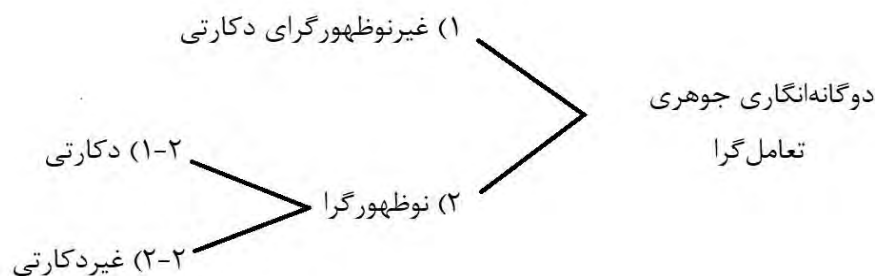 دوگانه‌انگاری جوهری
تعامل‌گرا
۱) غیرنوظهورگرای دکارتی
۲) نوظهورگرا
۲-۱) دکارتی
۲-۲) غیردکارتی